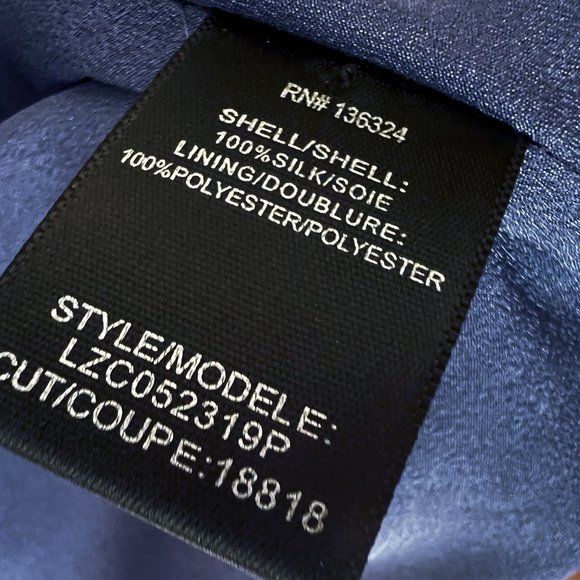 RN# 136324
SHELL/SHELL:
100%SILK/SOIE
LINING/DOUBLURE:
100%POLYESTER/POLYESTER
STYLE/MODELE:
LZC052319P
CUT/COUPE:18818